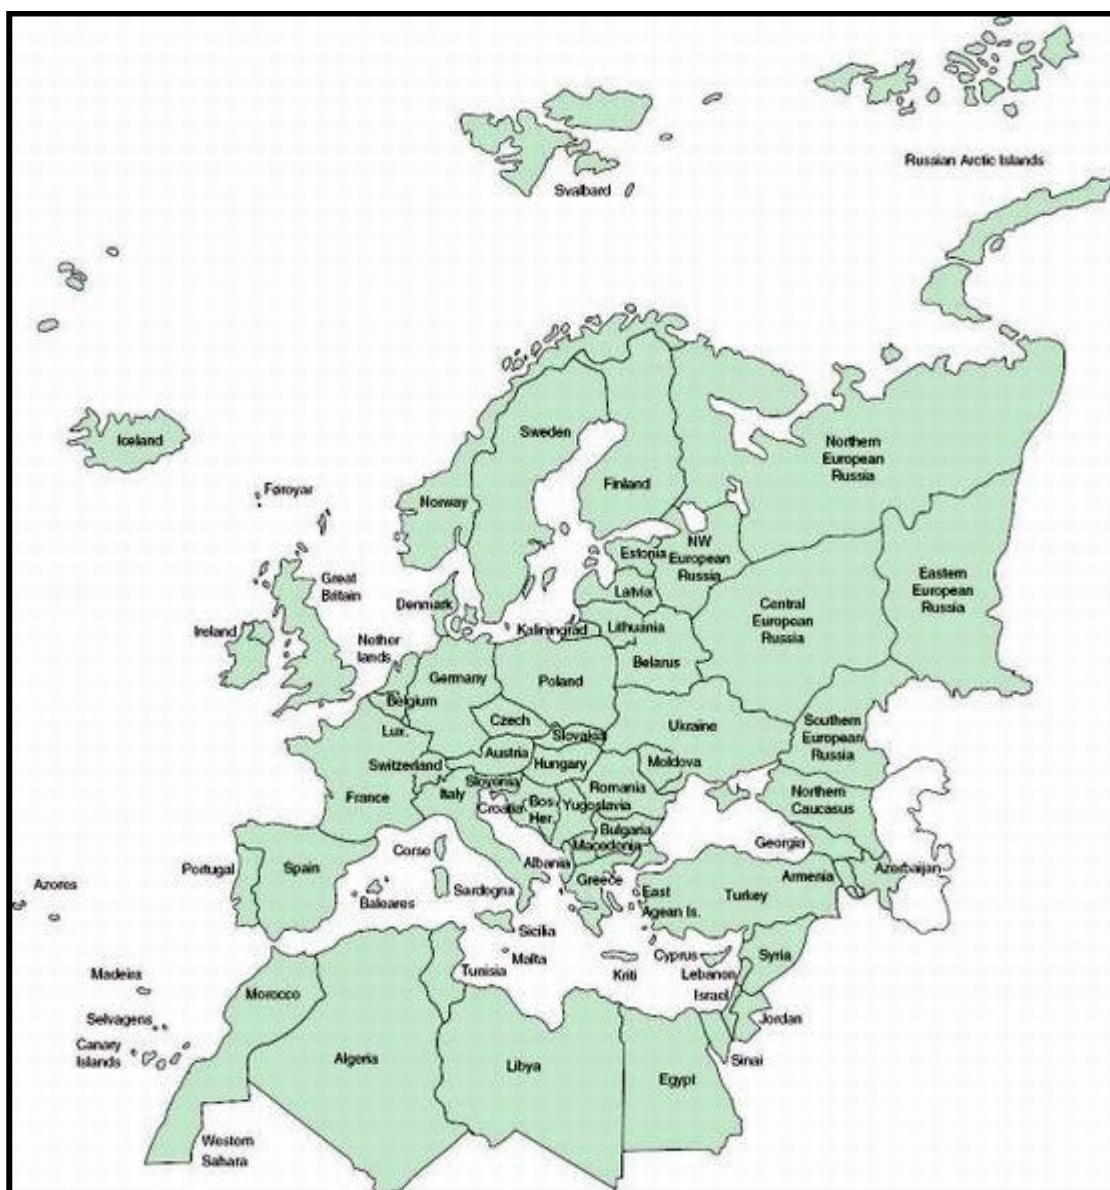 Russian Arctic Islands
Svalbard
Iceland
Sweden
Northern
European
Russia
Finland
Føroyar
Norway
NW
European
Russia
Estonia
Eastern
European
Russia
Great
Britain
Latvia
Denmark
Central
European
Russia
Ireland
Kaliningrad
Lithuania
Nether
lands
Belarus
Germany
Poland
Belgium
Czech
Ukraine
Southern
European
Russia
Lux.
Slovakia
Austria
Switzerland
Hungary
Moldova
Slovenia
Romania
Northern
Caucasus
France
Italy
Croatia
Bos.
Her.
Yugoslavia
Bulgaria
Macedonia
Georgia
Corse
Portugal
Spain
Albania
Azerbaijan
Armenia
Azores
Greece
Sardegna
East
Agean Is.
Turkey
Baleares
Sicilia
Malta
Cyprus
Syria
Madeira
Tunisia
Kriti
Lebanon
Morocco
Israel
Selvagens
Jordan
Canary
Islands
Algeria
Libya
Egypt
Sinai
Western
Sahara